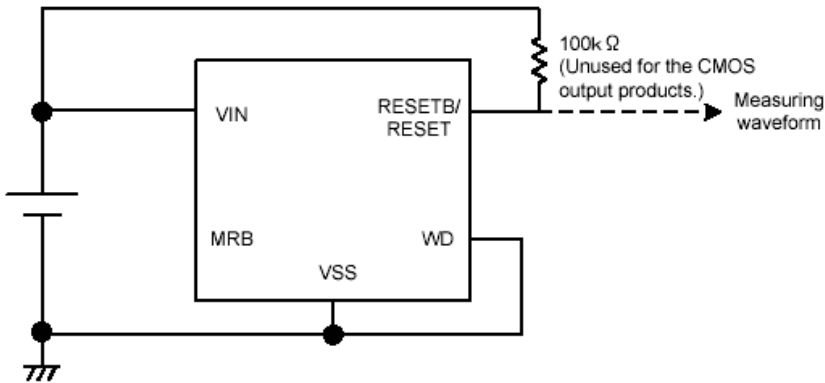 100k Ω
(Unused for the CMOS
output products.)
Measuring
waveform
VIN
RESETB/
RESET
MRB
WD
VSS